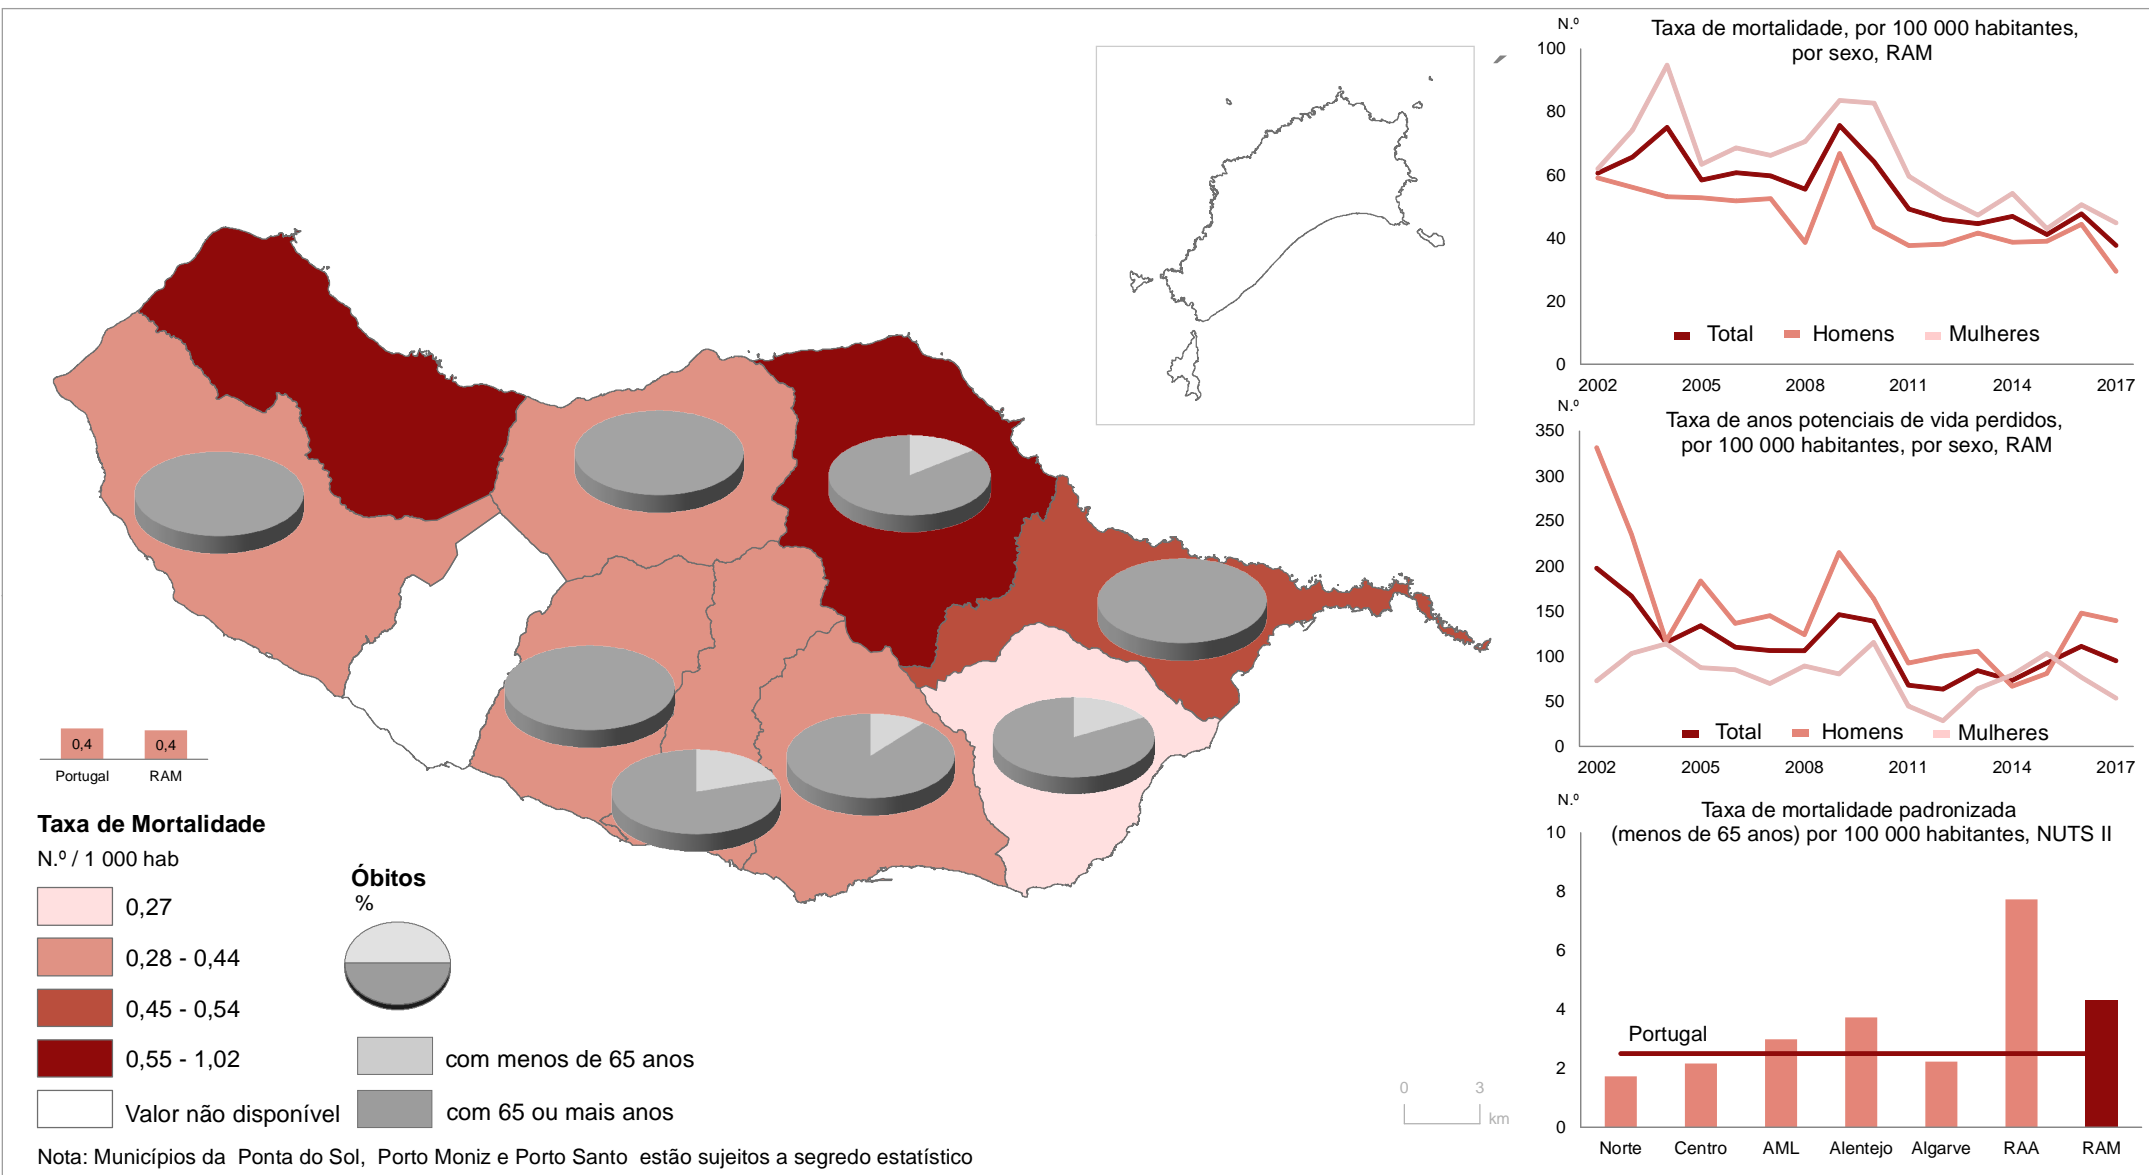 0,4
0,4
Portugal
RAM
Taxa de Mortalidade
N.º / 1 000 hab
0,27
0,28 - 0,44
0,45 - 0,54
0,55 - 1,02
Valor não disponível
Óbitos
%
com menos de 65 anos
com 65 ou mais anos
Nota: Municípios da Ponta do Sol, Porto Moniz e Porto Santo estão sujeitos a segredo estatístico
0 3
km
N.º
Taxa de mortalidade, por 100 000 habitantes,
por sexo, RAM
100
80
60
40
20
0
Total Homens Mulheres
2002 2005 2008 2011 2014 2017
N.º
Taxa de anos potenciais de vida perdidos,
por 100 000 habitantes, por sexo, RAM
350
300
250
200
150
100
50
0
Total Homens Mulheres
2002 2005 2008 2011 2014 2017
N.º
Taxa de mortalidade padronizada
(menos de 65 anos) por 100 000 habitantes, NUTS II
10
8
6
4
2
0
Portugal
Norte Centro AML Alentejo Algarve RAA RAM